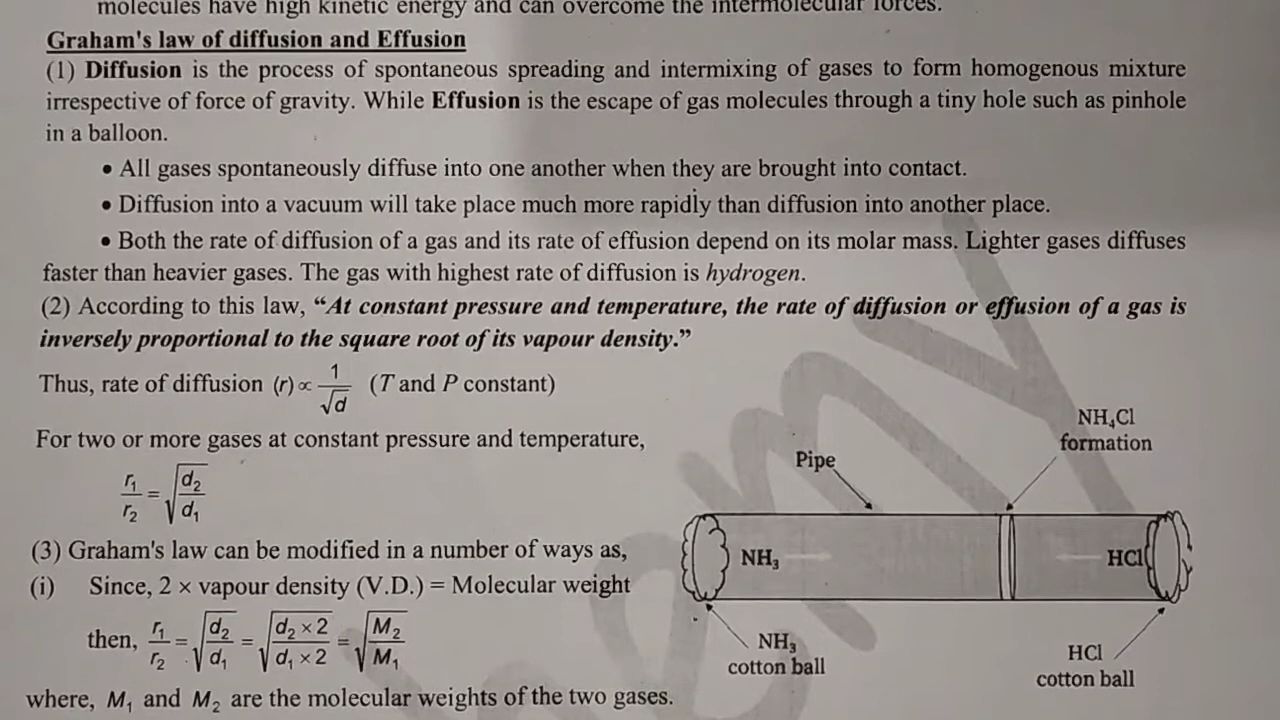 molecules have high kinetic energy and can overcome the intermolecular forces.
Graham's law of diffusion and Effusion
(1) Diffusion is the process of spontaneous spreading and intermixing of gases to form homogenous mixture
irrespective of force of gravity. While Effusion is the escape of gas molecules through a tiny hole such as pinhole
in a balloon.
• All gases spontaneously diffuse into one another when they are brought into contact.
• Diffusion into a vacuum will take place much more rapidly than diffusion into another place.
• Both the rate of diffusion of a gas and its rate of effusion depend on its molar mass. Lighter gases diffuses
faster than heavier gases. The gas with highest rate of diffusion is hydrogen.
(2) According to this law, “At constant pressure and temperature, the rate of diffusion or effusion of a gas is
inversely proportional to the square root of its vapour density.”
Thus, rate of diffusion (r) ∝ 1/√d (T and P constant)
For two or more gases at constant pressure and temperature,
r₁/r₂ = √(d₂/d₁)
(3) Graham's law can be modified in a number of ways as,
(i) Since, 2 × vapour density (V.D.) = Molecular weight
then, r₁/r₂ = √(d₂/d₁) = √(d₂ × 2/d₁ × 2) = √(M₂/M₁)
where, M₁ and M₂ are the molecular weights of the two gases.
NH₄Cl
formation
Pipe
NH₃
HCl
NH₃
cotton ball
HCl
cotton ball